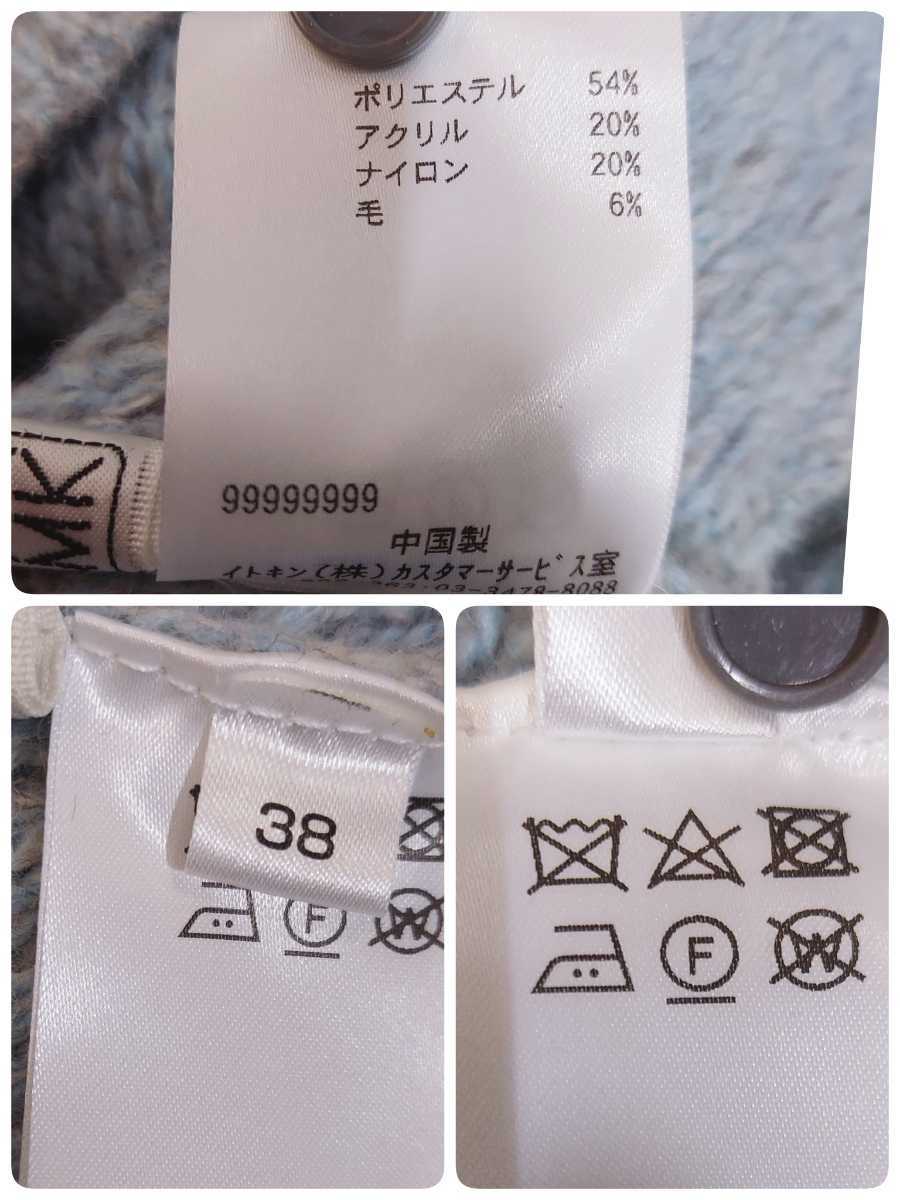 ポリエステル 54%
アクリル 20%
ナイロン 20%
毛 6%
MK
99999999
中国製
イトキン(株)カスタマーサービス室
03-3478-8088
38
F
F
W
W